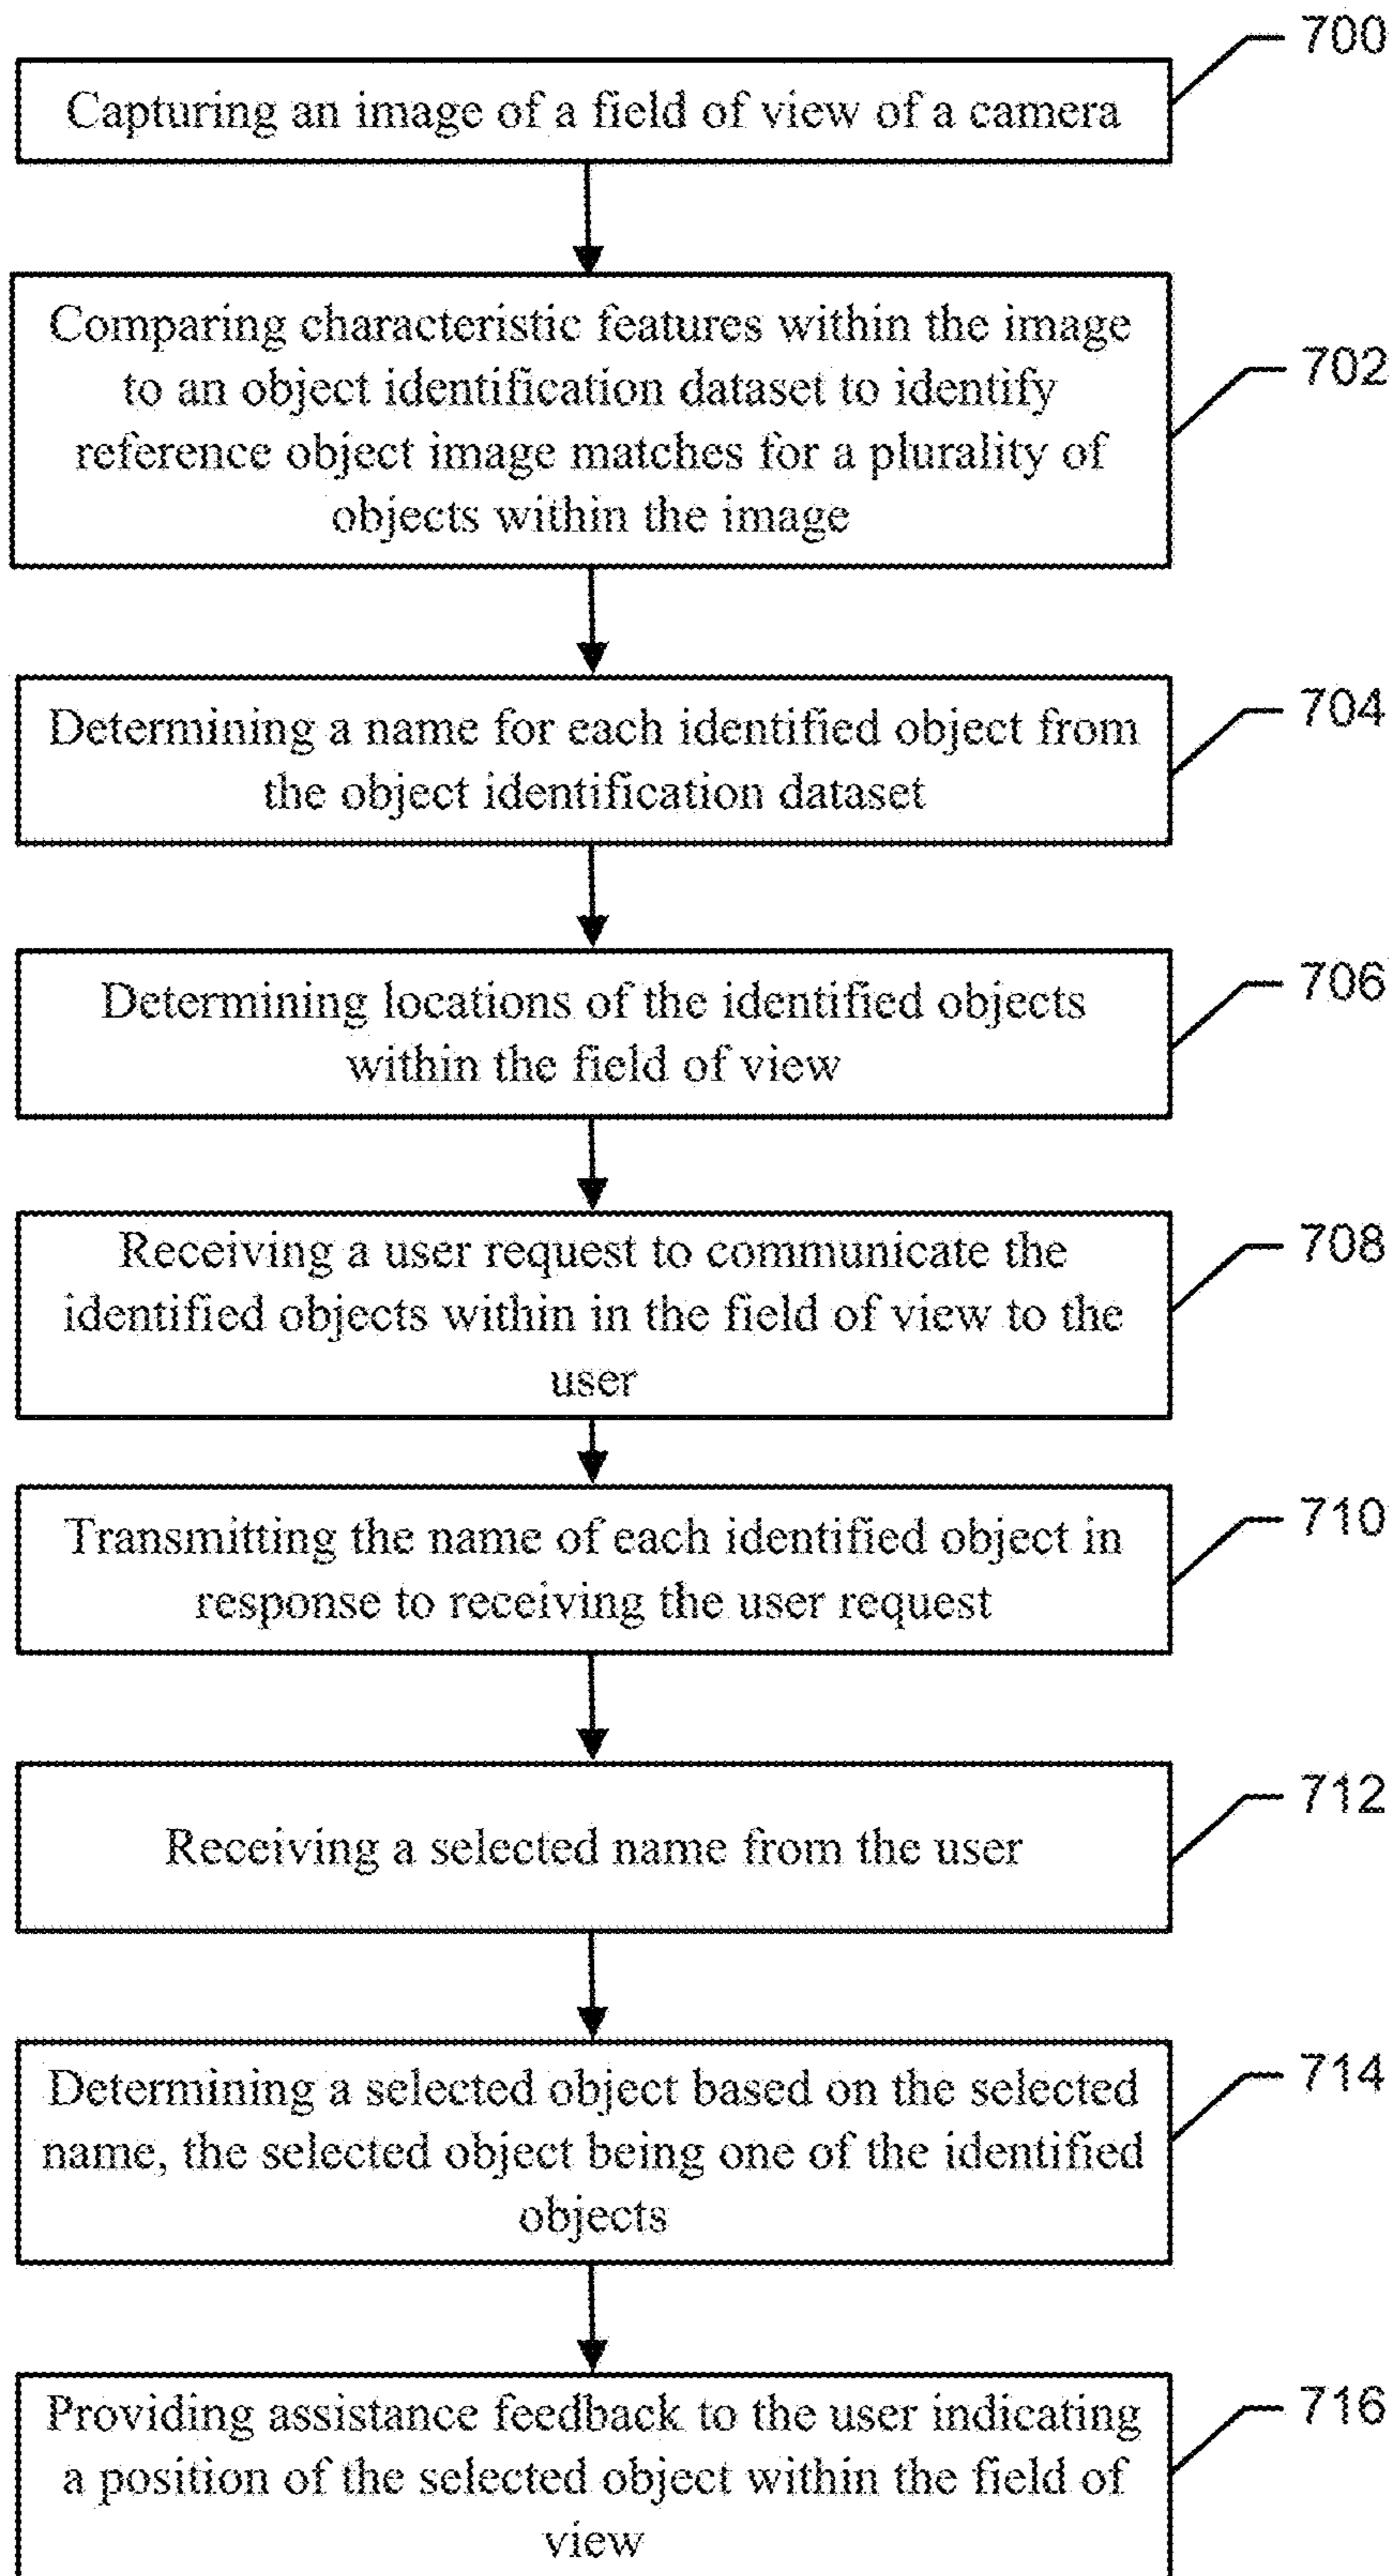 700
Capturing an image of a field of view of a camera
Comparing characteristic features within the image
to an object identification dataset to identify
reference object image matches for a plurality of
objects within the image
702
Determining a name for each identified object from
the object identification dataset
704
Determining locations of the identified objects
within the field of view
706
Receiving a user request to communicate the
identified objects within in the field of view to the
user
708
Transmitting the name of each identified object in
response to receiving the user request
710
Receiving a selected name from the user
712
Determining a selected object based on the selected
name, the selected object being one of the identified
objects
714
Providing assistance feedback to the user indicating
a position of the selected object within the field of
view
716